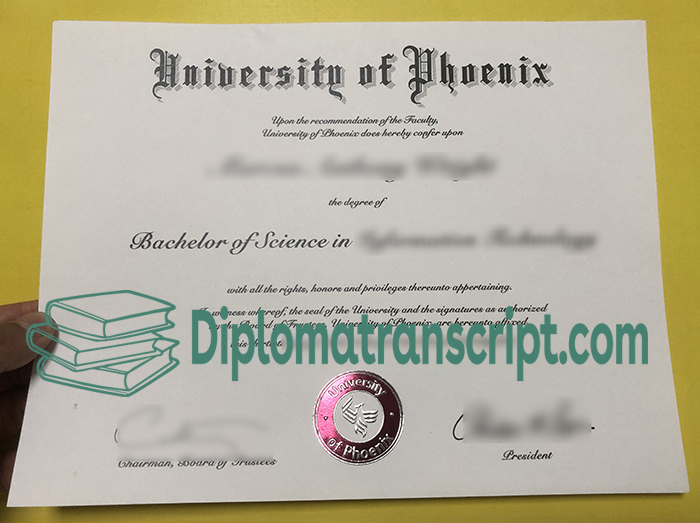 University of Phoenix
Upon the recommendation of the Faculty,
University of Phoenix does hereby confer upon
the degree of
Bachelor of Science in
with all the rights, honors and privileges thereunto appertaining.
whereof, the seal of the University and the signatures as authorized
by the Board of Trustees, University of Phoenix are hereunto affixed,
Diplomatranscript.com
University
of Phoenix
Chairman, Board of Trustees
President